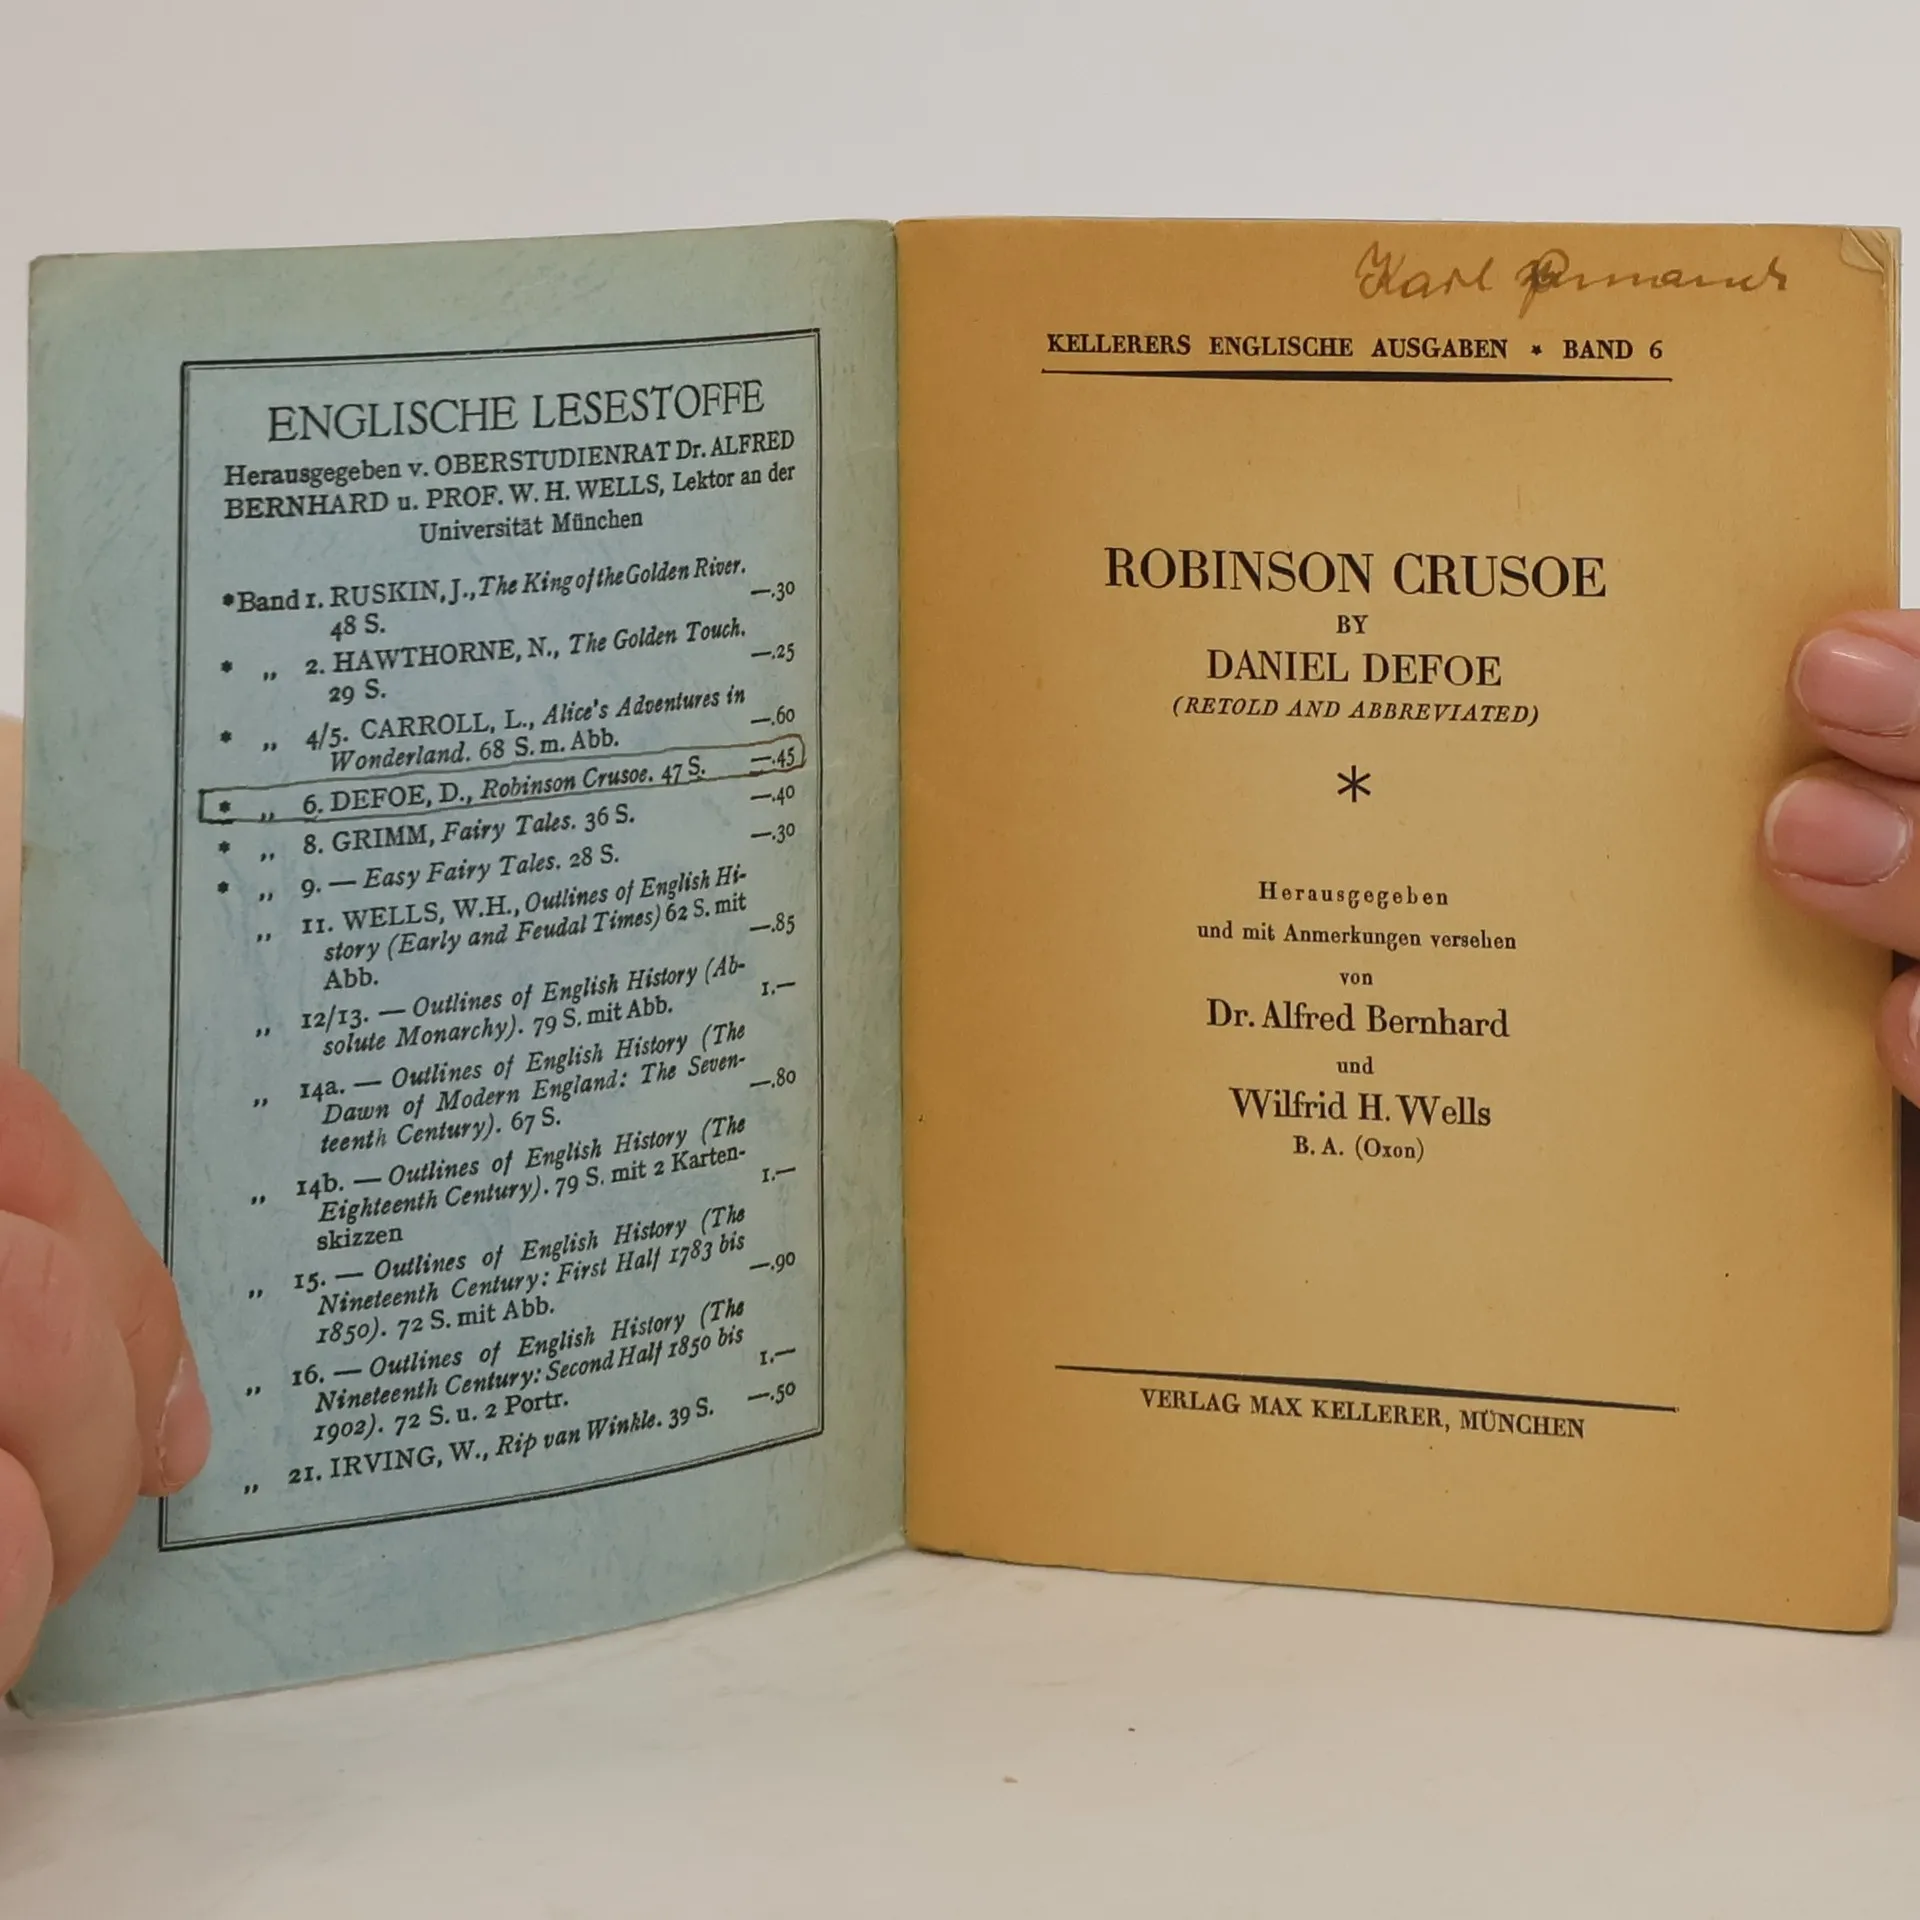 ENGLISCHE LESESTOFFE
Herausgegeben v. OBERSTUDIENRAT Dr. ALFRED
BERNHARD u. PROF. W. H. WELLS, Lektor an der
Universität München
*Band 1. RUSKIN, J., The King of the Golden River.
48 S. —.30
* „ 2. HAWTHORNE, N., The Golden Touch.
29 S. —.25
* „ 4/5. CARROLL, L., Alice's Adventures in
Wonderland. 68 S. m. Abb. —.60
* „ 6. DEFOE, D., Robinson Crusoe. 47 S. —.45
* „ 8. GRIMM, Fairy Tales. 36 S. —.40
* „ 9. — Easy Fairy Tales. 28 S. —.30
„ 11. WELLS, W.H., Outlines of English Hi-
story (Early and Feudal Times) 62 S. mit
Abb. —.85
„ 12/13. — Outlines of English History (Ab-
solute Monarchy). 79 S. mit Abb. 1.—
„ 14a. — Outlines of English History (The
Dawn of Modern England: The Seven-
teenth Century). 67 S. —.80
„ 14b. — Outlines of English History (The
Eighteenth Century). 79 S. mit 2 Karten-
skizzen 1.—
„ 15. — Outlines of English History (The
Nineteenth Century: First Half 1783 bis
1850). 72 S. mit Abb. —.90
„ 16. — Outlines of English History (The
Nineteenth Century: Second Half 1850 bis
1902). 72 S. u. 2 Portr. 1.—
„ 21. IRVING, W., Rip van Winkle. 39 S. —.50
Karl
KELLERERS ENGLISCHE AUSGABEN * BAND 6
ROBINSON CRUSOE
BY
DANIEL DEFOE
(RETOLD AND ABBREVIATED)
*
Herausgegeben
und mit Anmerkungen versehen
von
Dr. Alfred Bernhard
und
Wilfrid H. Wells
B. A. (Oxon)
VERLAG MAX KELLERER, MÜNCHEN